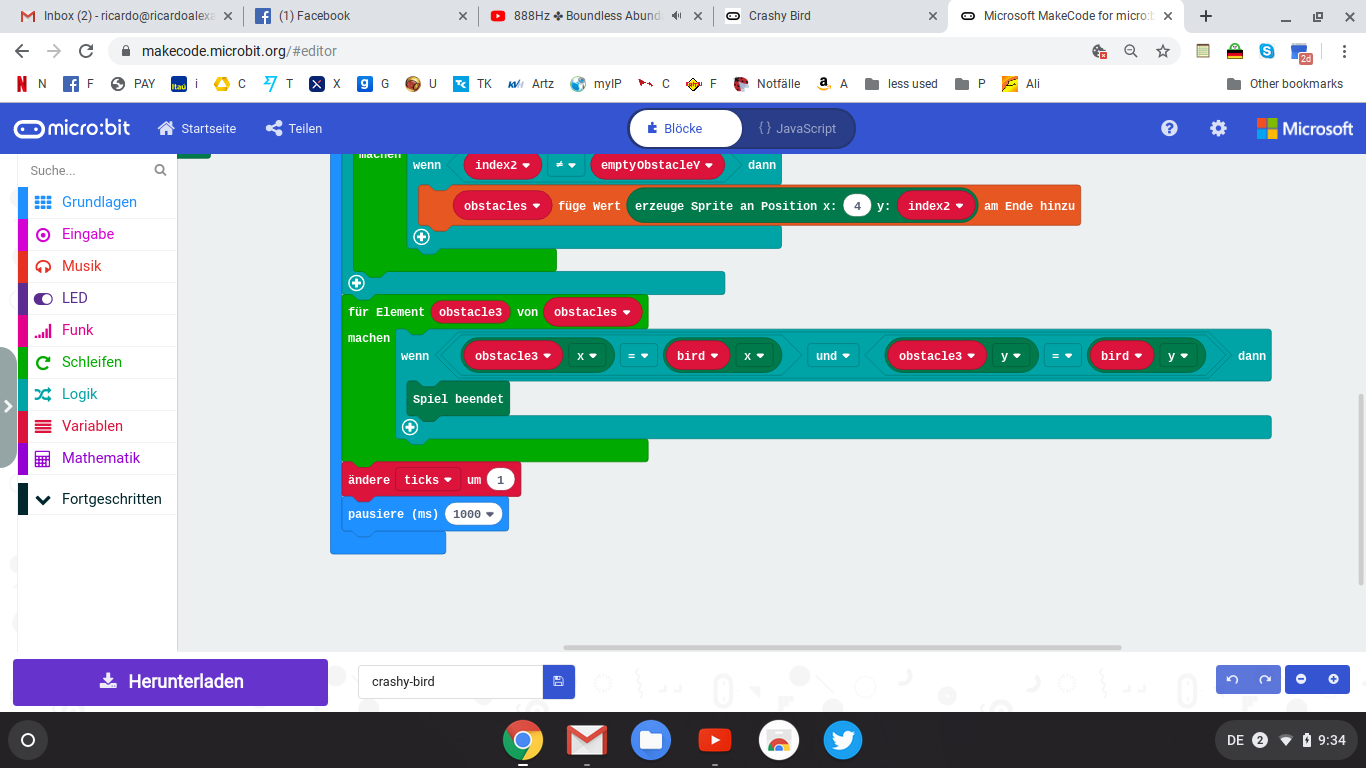 Inbox (2) - ricardo@ricardoalexa
(1) Facebook
888Hz ✤ Boundless Abund
Crashy Bird
Microsoft MakeCode for micro:b
makecode.microbit.org/#editor
2d
N F PAY i C T X G U TK Artz myIP C F Notfälle A less used P Ali Other bookmarks
micro:bit Startseite Teilen Blöcke { } JavaScript Microsoft
Suche...
Grundlagen
Eingabe
Musik
LED
Funk
Schleifen
Logik
Variablen
Mathematik
Fortgeschritten
machen wenn index2 ≠ emptyObstacleY dann
obstacles füge Wert erzeuge Sprite an Position x: 4 y: index2 am Ende hinzu
für Element obstacle3 von obstacles
machen
wenn obstacle3 x = bird x und obstacle3 y = bird y dann
Spiel beendet
ändere ticks um 1
pausiere (ms) 1000
Herunterladen
crashy-bird
DE 2 9:34